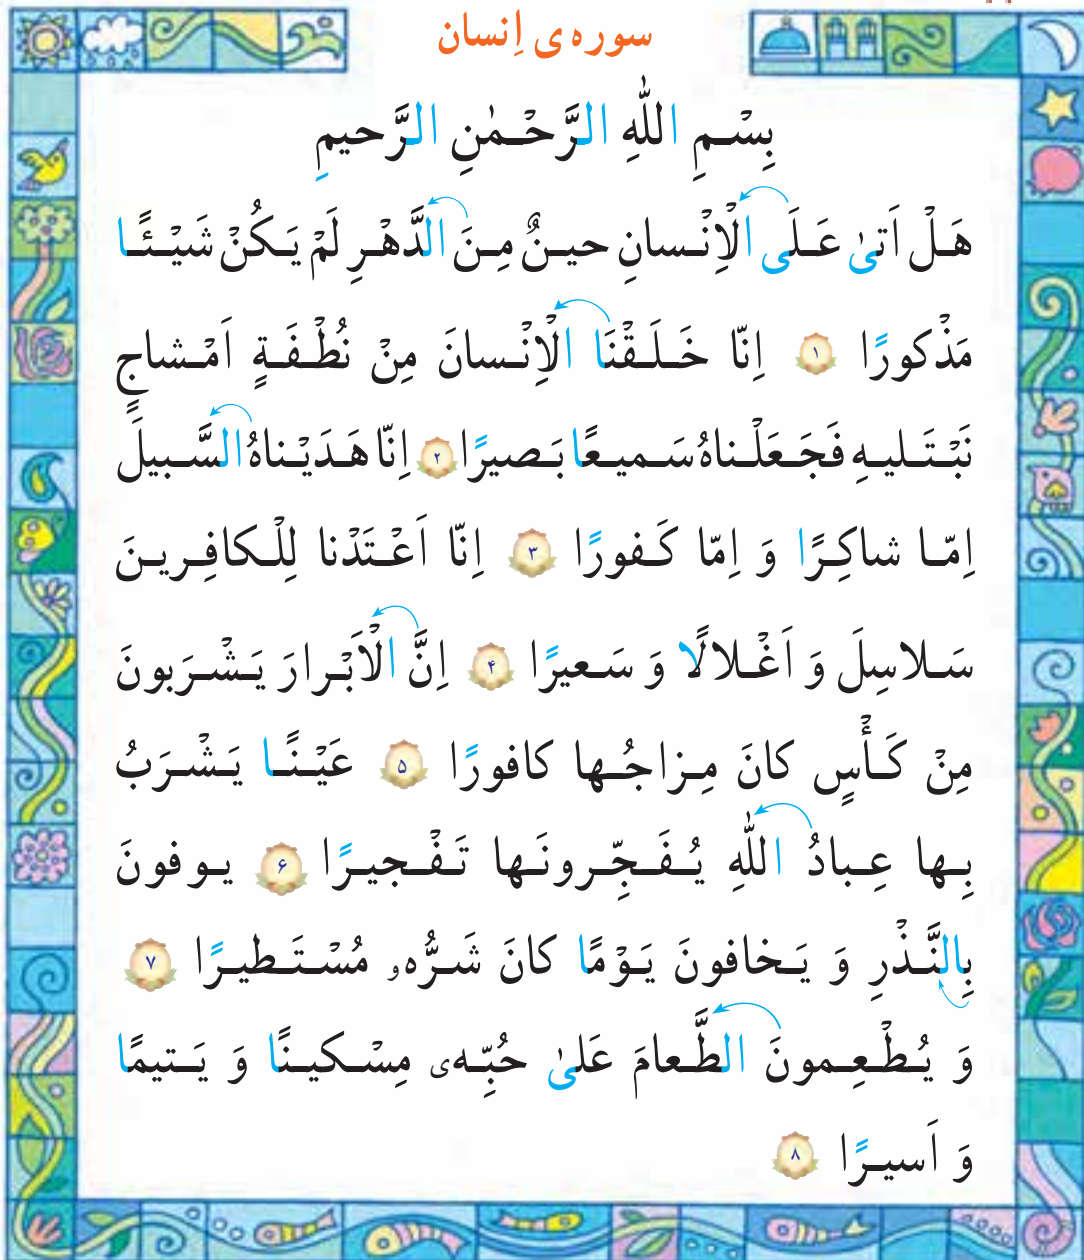 سوره ی اِنسان
بِسْمِ اللّٰهِ الرَّحْمٰنِ الرَّحیمِ
هَلْ اَتیٰ عَلَی الْاِنْسانِ حینٌ مِنَ الدَّهْرِ لَمْ یَکُنْ شَیْئًا
مَذْکورًا ۱ اِنّا خَلَقْنَا الْاِنْسانَ مِنْ نُطْفَةٍ اَمْشاجٍ
نَبْتَلیهِ فَجَعَلْناهُ سَمیعًا بَصیرًا ۲ اِنّا هَدَیْناهُ السَّبیلَ
اِمّا شاکِرًا وَ اِمّا کَفورًا ۳ اِنّا اَعْتَدْنا لِلْکافِرینَ
سَلاسِلَ وَ اَغْلالًا وَ سَعیرًا ۴ اِنَّ الْاَبْرارَ یَشْرَبونَ
مِنْ کَأْسٍ کانَ مِزاجُها کافورًا ۵ عَیْنًا یَشْرَبُ
بِها عِبادُ اللّٰهِ یُفَجِّرونَها تَفْجیرًا ۶ یوفونَ
بِالنَّذْرِ وَ یَخافونَ یَوْمًا کانَ شَرُّهو مُسْتَطیرًا ۷
وَ یُطْعِمونَ الطَّعامَ عَلیٰ حُبِّهی مِسْکینًا وَ یَتیمًا
وَ اَسیرًا ۸